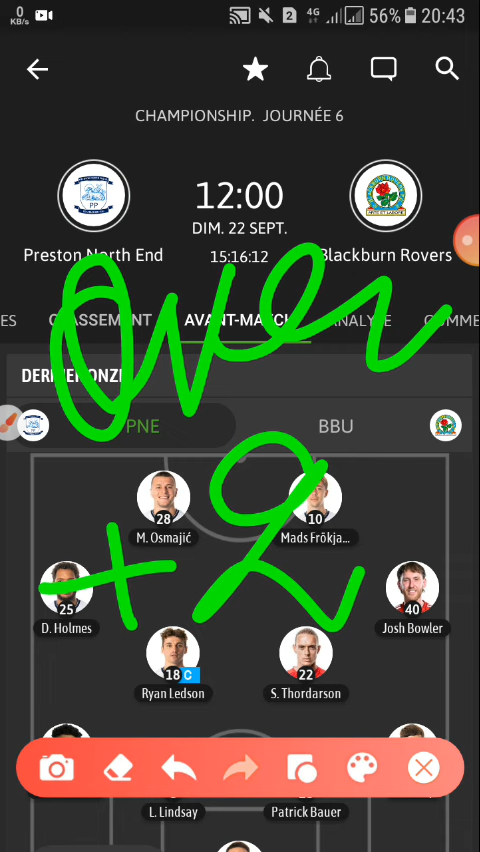 0 KB/s 2 4G 56% 20:43
CHAMPIONSHIP. JOURNÉE 6
12:00
DIM. 22 SEPT.
Preston North End 15:16:12 Blackburn Rovers
ES CLASSEMENT AVANT-MATCH ANALYSE COMME
Over
DERNIER ONZE
PNE BBU
+2
28 10
M. Osmajić Mads Frökja...
25 40
D. Holmes Josh Bowler
18 C 22
Ryan Ledson S. Thordarson
L. Lindsay Patrick Bauer